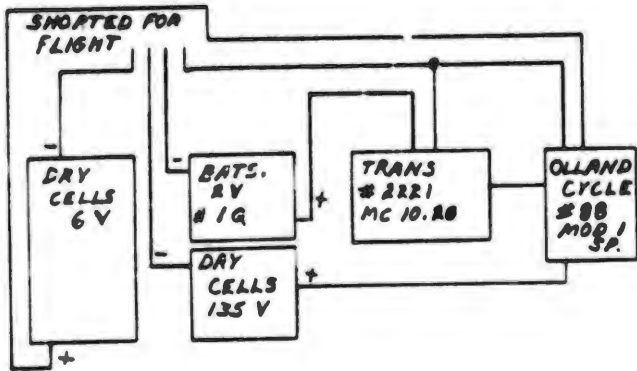 SHORTED FOR
FLIGHT
-
DRY
CELLS
6 V
+
-
BATS.
2V
# 1G
+
-
DRY
CELLS
135 V
+
TRANS
# 2221
MC 10.28
OLLAND
CYCLE
#88
MOD 1
SP.